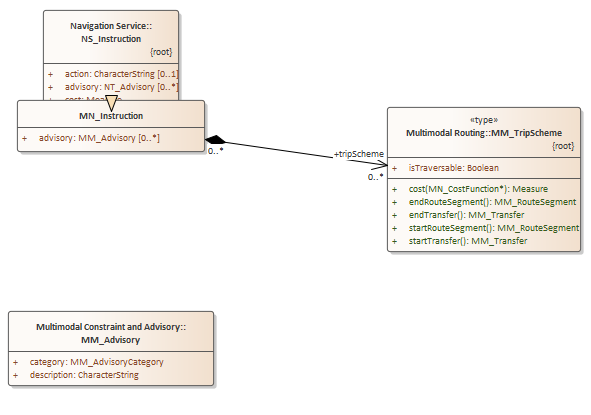 Navigation Service::
NS_Instruction
{root}
+ action: CharacterString [0..1]
+ advisory: NT_Advisory [0..*]
+ cost: Measure
MN_Instruction
+ advisory: MM_Advisory [0..*]
0..*
+tripScheme
0..*
«type»
Multimodal Routing::MM_TripScheme
{root}
+ isTraversable: Boolean
+ cost(MN_CostFunction*): Measure
+ endRouteSegment(): MM_RouteSegment
+ endTransfer(): MM_Transfer
+ startRouteSegment(): MM_RouteSegment
+ startTransfer(): MM_Transfer
Multimodal Constraint and Advisory::
MM_Advisory
+ category: MM_AdvisoryCategory
+ description: CharacterString